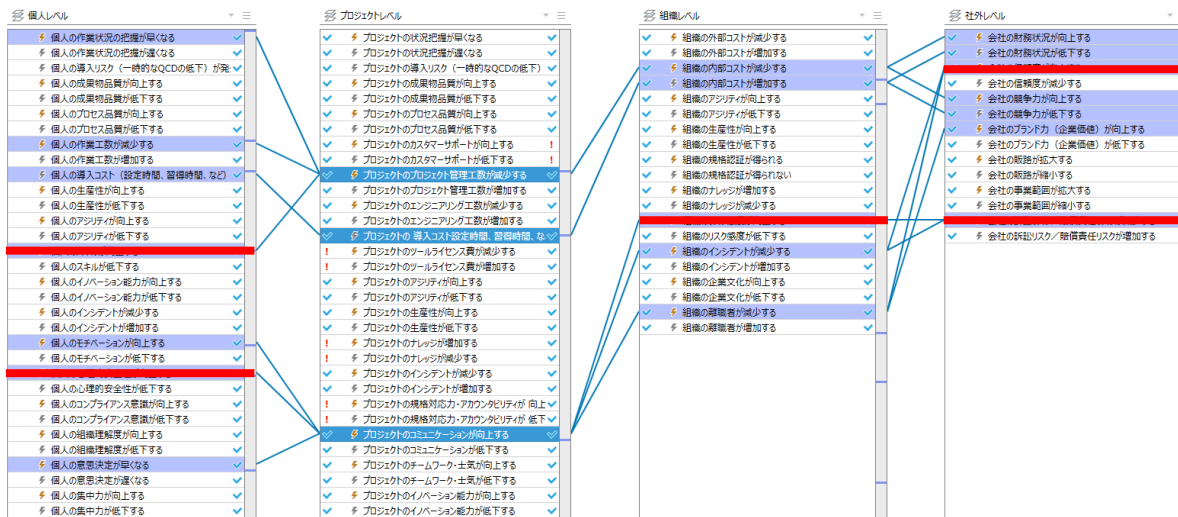 個人レベル
個人の作業状況の把握が早くなる
個人の作業状況の把握が遅くなる
個人の導入リスク（一時的なQCDの低下）が発
個人の成果物品質が向上する
個人の成果物品質が低下する
個人のプロセス品質が向上する
個人のプロセス品質が低下する
個人の作業工数が減少する
個人の作業工数が増加する
個人の導入コスト（設定時間、習得時間、など）
個人の生産性が向上する
個人の生産性が低下する
個人のアジリティが向上する
個人のアジリティが低下する
個人のスキルが低下する
個人のイノベーション能力が向上する
個人のイノベーション能力が低下する
個人のインシデントが減少する
個人のインシデントが増加する
個人のモチベーションが向上する
個人のモチベーションが低下する
個人の心理的安全性が低下する
個人のコンプライアンス意識が向上する
個人のコンプライアンス意識が低下する
個人の組織理解度が向上する
個人の組織理解度が低下する
個人の意思決定が早くなる
個人の意思決定が遅くなる
個人の集中力が向上する
個人の集中力が低下する
プロジェクトレベル
プロジェクトの状況把握が早くなる
プロジェクトの状況把握が遅くなる
プロジェクトの導入リスク（一時的なQCDの低下）
プロジェクトの成果物品質が向上する
プロジェクトの成果物品質が低下する
プロジェクトのプロセス品質が向上する
プロジェクトのプロセス品質が低下する
プロジェクトのカスタマーサポートが向上する
プロジェクトのカスタマーサポートが低下する
プロジェクトのプロジェクト管理工数が減少する
プロジェクトのプロジェクト管理工数が増加する
プロジェクトのエンジニアリング工数が減少する
プロジェクトのエンジニアリング工数が増加する
プロジェクトの 導入コスト設定時間、習得時間、な
プロジェクトのツールライセンス費が減少する
プロジェクトのツールライセンス費が増加する
プロジェクトのアジリティが向上する
プロジェクトのアジリティが低下する
プロジェクトの生産性が向上する
プロジェクトの生産性が低下する
プロジェクトのナレッジが増加する
プロジェクトのナレッジが減少する
プロジェクトのインシデントが減少する
プロジェクトのインシデントが増加する
プロジェクトの規格対応力・アカウンタビリティが 向上
プロジェクトの規格対応力・アカウンタビリティが 低下
プロジェクトのコミュニケーションが向上する
プロジェクトのコミュニケーションが低下する
プロジェクトのチームワーク・士気が向上する
プロジェクトのチームワーク・士気が低下する
プロジェクトのイノベーション能力が向上する
プロジェクトのイノベーション能力が低下する
組織レベル
組織の外部コストが減少する
組織の外部コストが増加する
組織の内部コストが減少する
組織の内部コストが増加する
組織のアジリティが向上する
組織のアジリティが低下する
組織の生産性が向上する
組織の生産性が低下する
組織の規格認証が得られる
組織の規格認証が得られない
組織のナレッジが増加する
組織のナレッジが減少する
組織のリスク感度が低下する
組織のインシデントが減少する
組織のインシデントが増加する
組織の企業文化が向上する
組織の企業文化が低下する
組織の離職者が減少する
組織の離職者が増加する
社外レベル
会社の財務状況が向上する
会社の財務状況が低下する
会社の信頼度が減少する
会社の競争力が向上する
会社の競争力が低下する
会社のブランド力（企業価値）が向上する
会社のブランド力（企業価値）が低下する
会社の販路が拡大する
会社の販路が縮小する
会社の事業範囲が拡大する
会社の事業範囲が縮小する
会社の訴訟リスク／賠償責任リスクが増加する